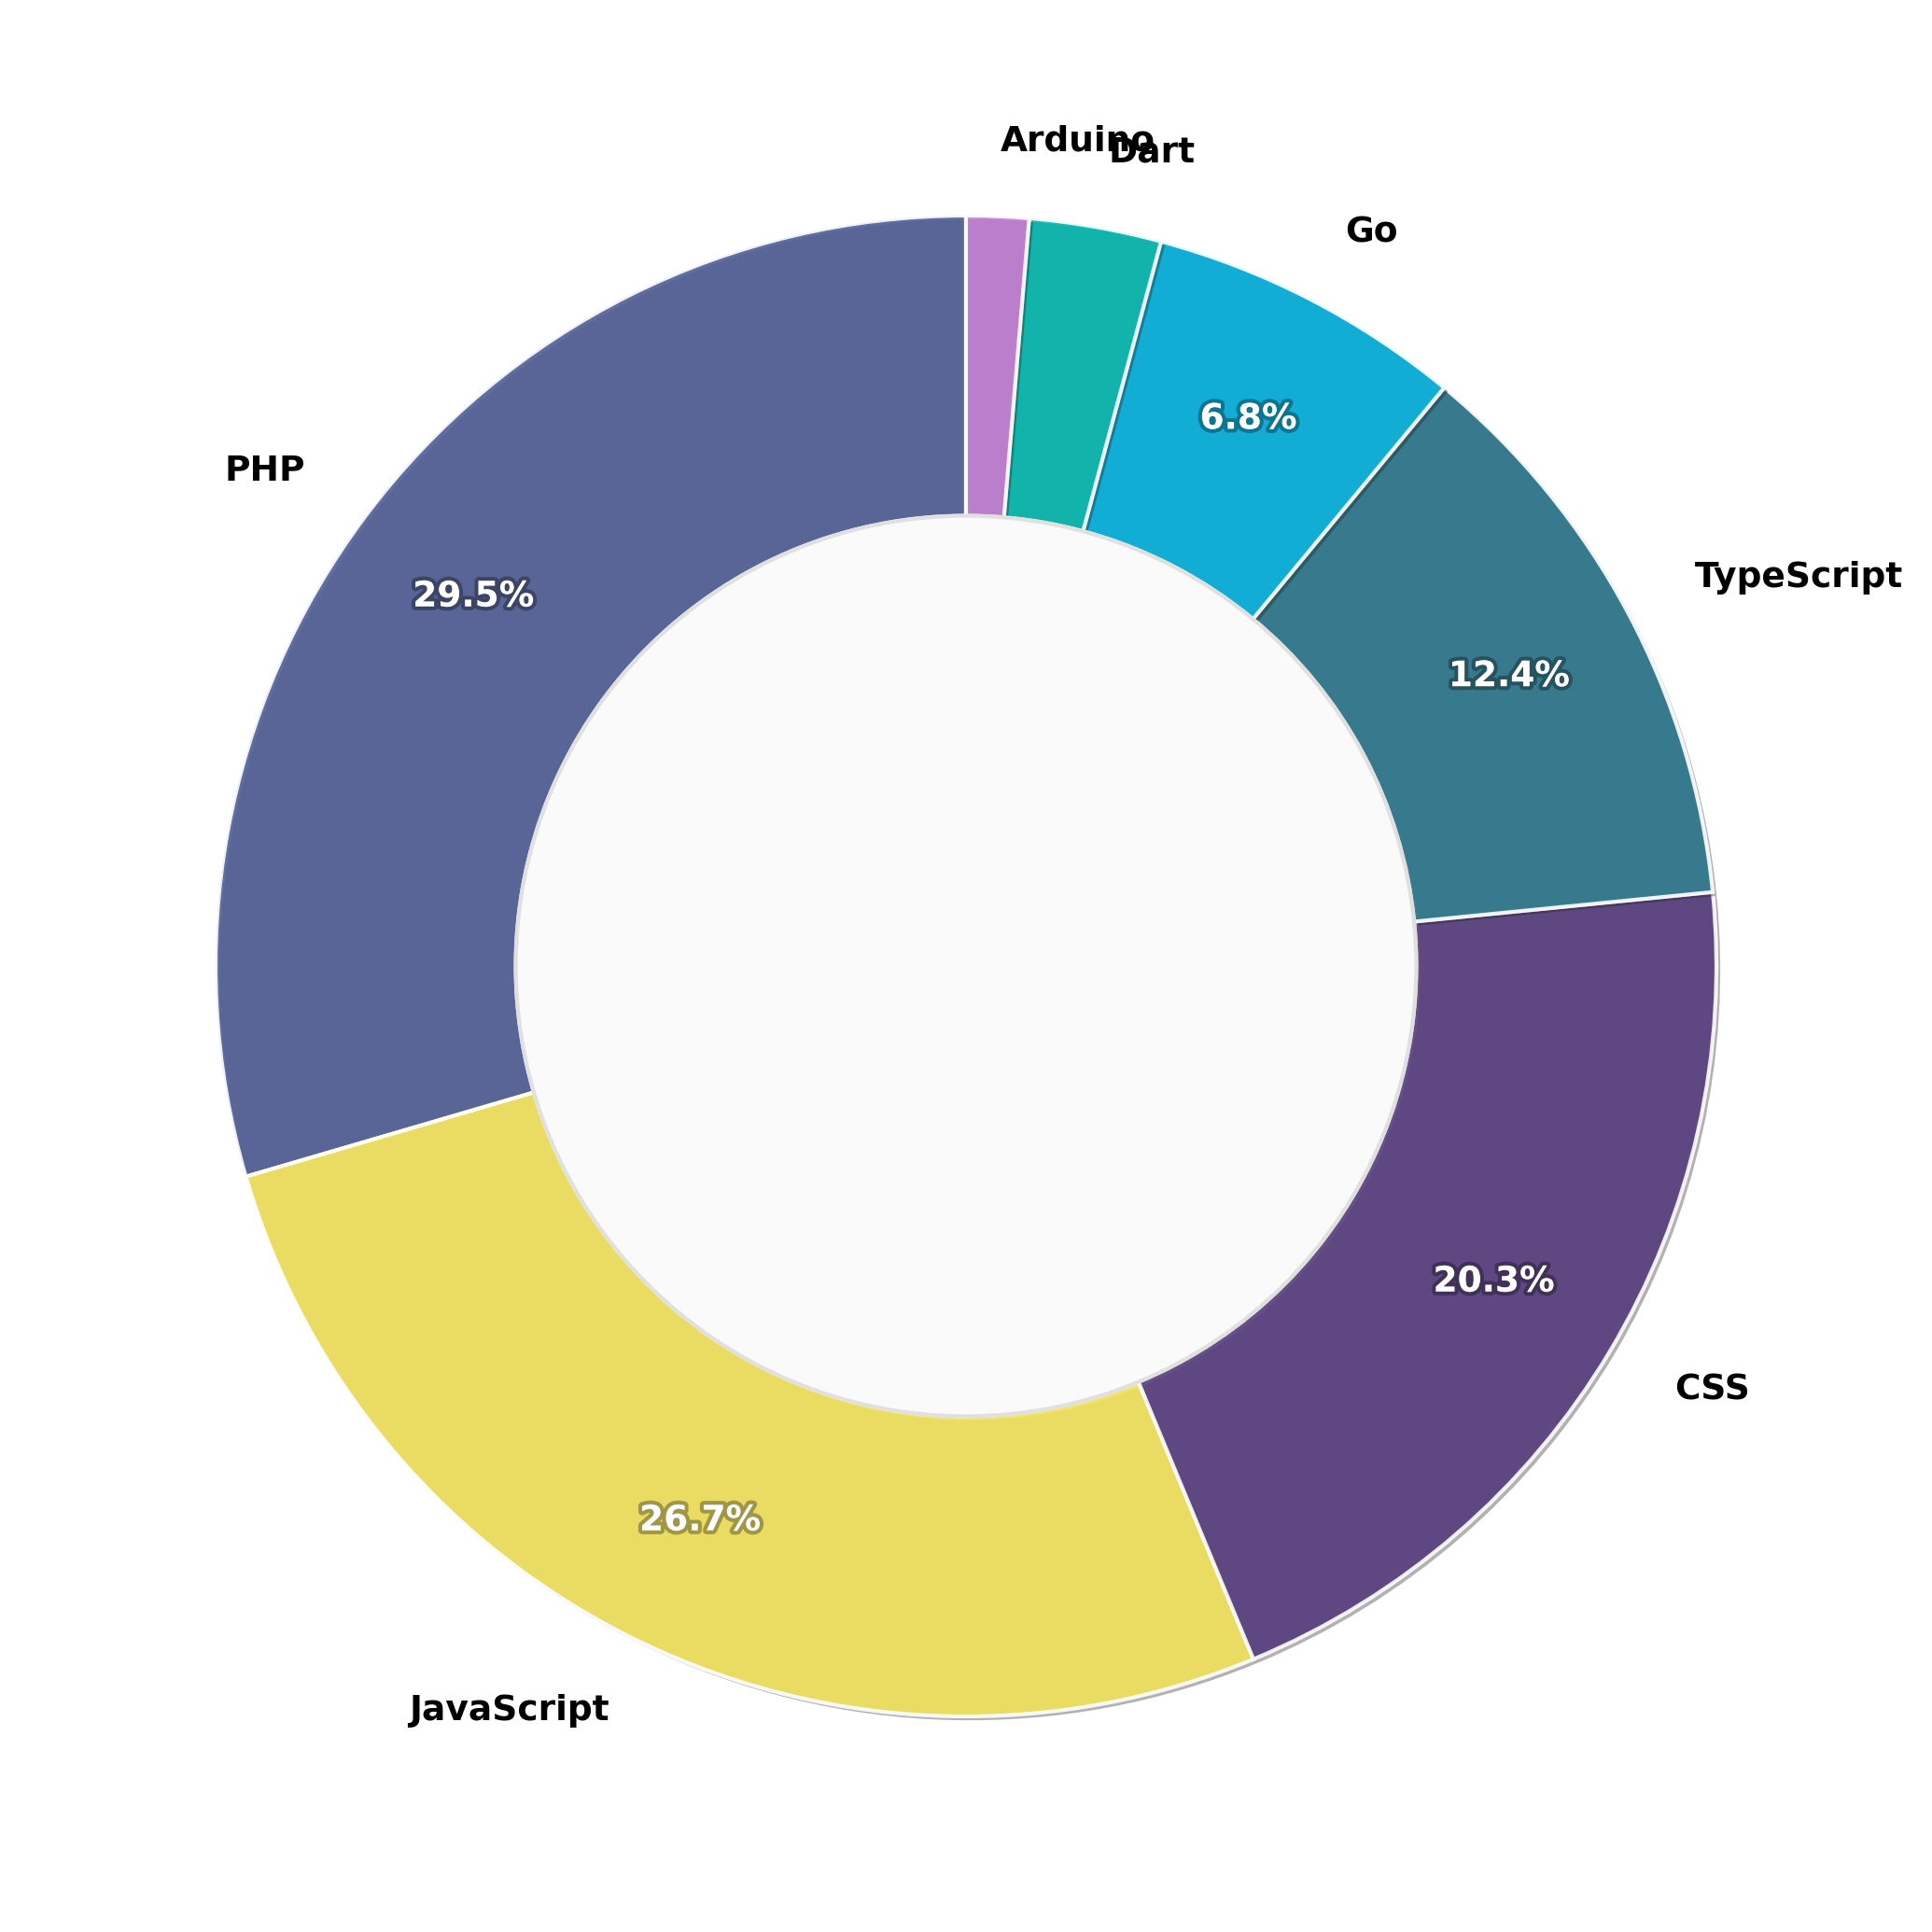 Arduino
Dart
Go
PHP
TypeScript
29.5%
6.8%
12.4%
20.3%
CSS
26.7%
JavaScript